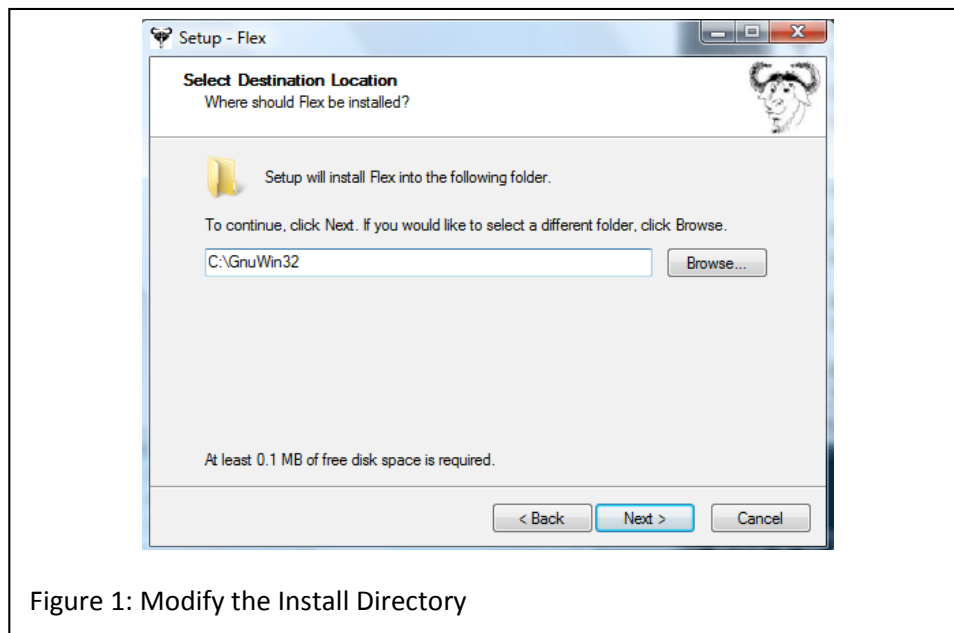 Setup - Flex
Select Destination Location
Where should Flex be installed?
Setup will install Flex into the following folder.
To continue, click Next. If you would like to select a different folder, click Browse.
C:\GnuWin32
Browse...
At least 0.1 MB of free disk space is required.
< Back Next > Cancel
Figure 1: Modify the Install Directory